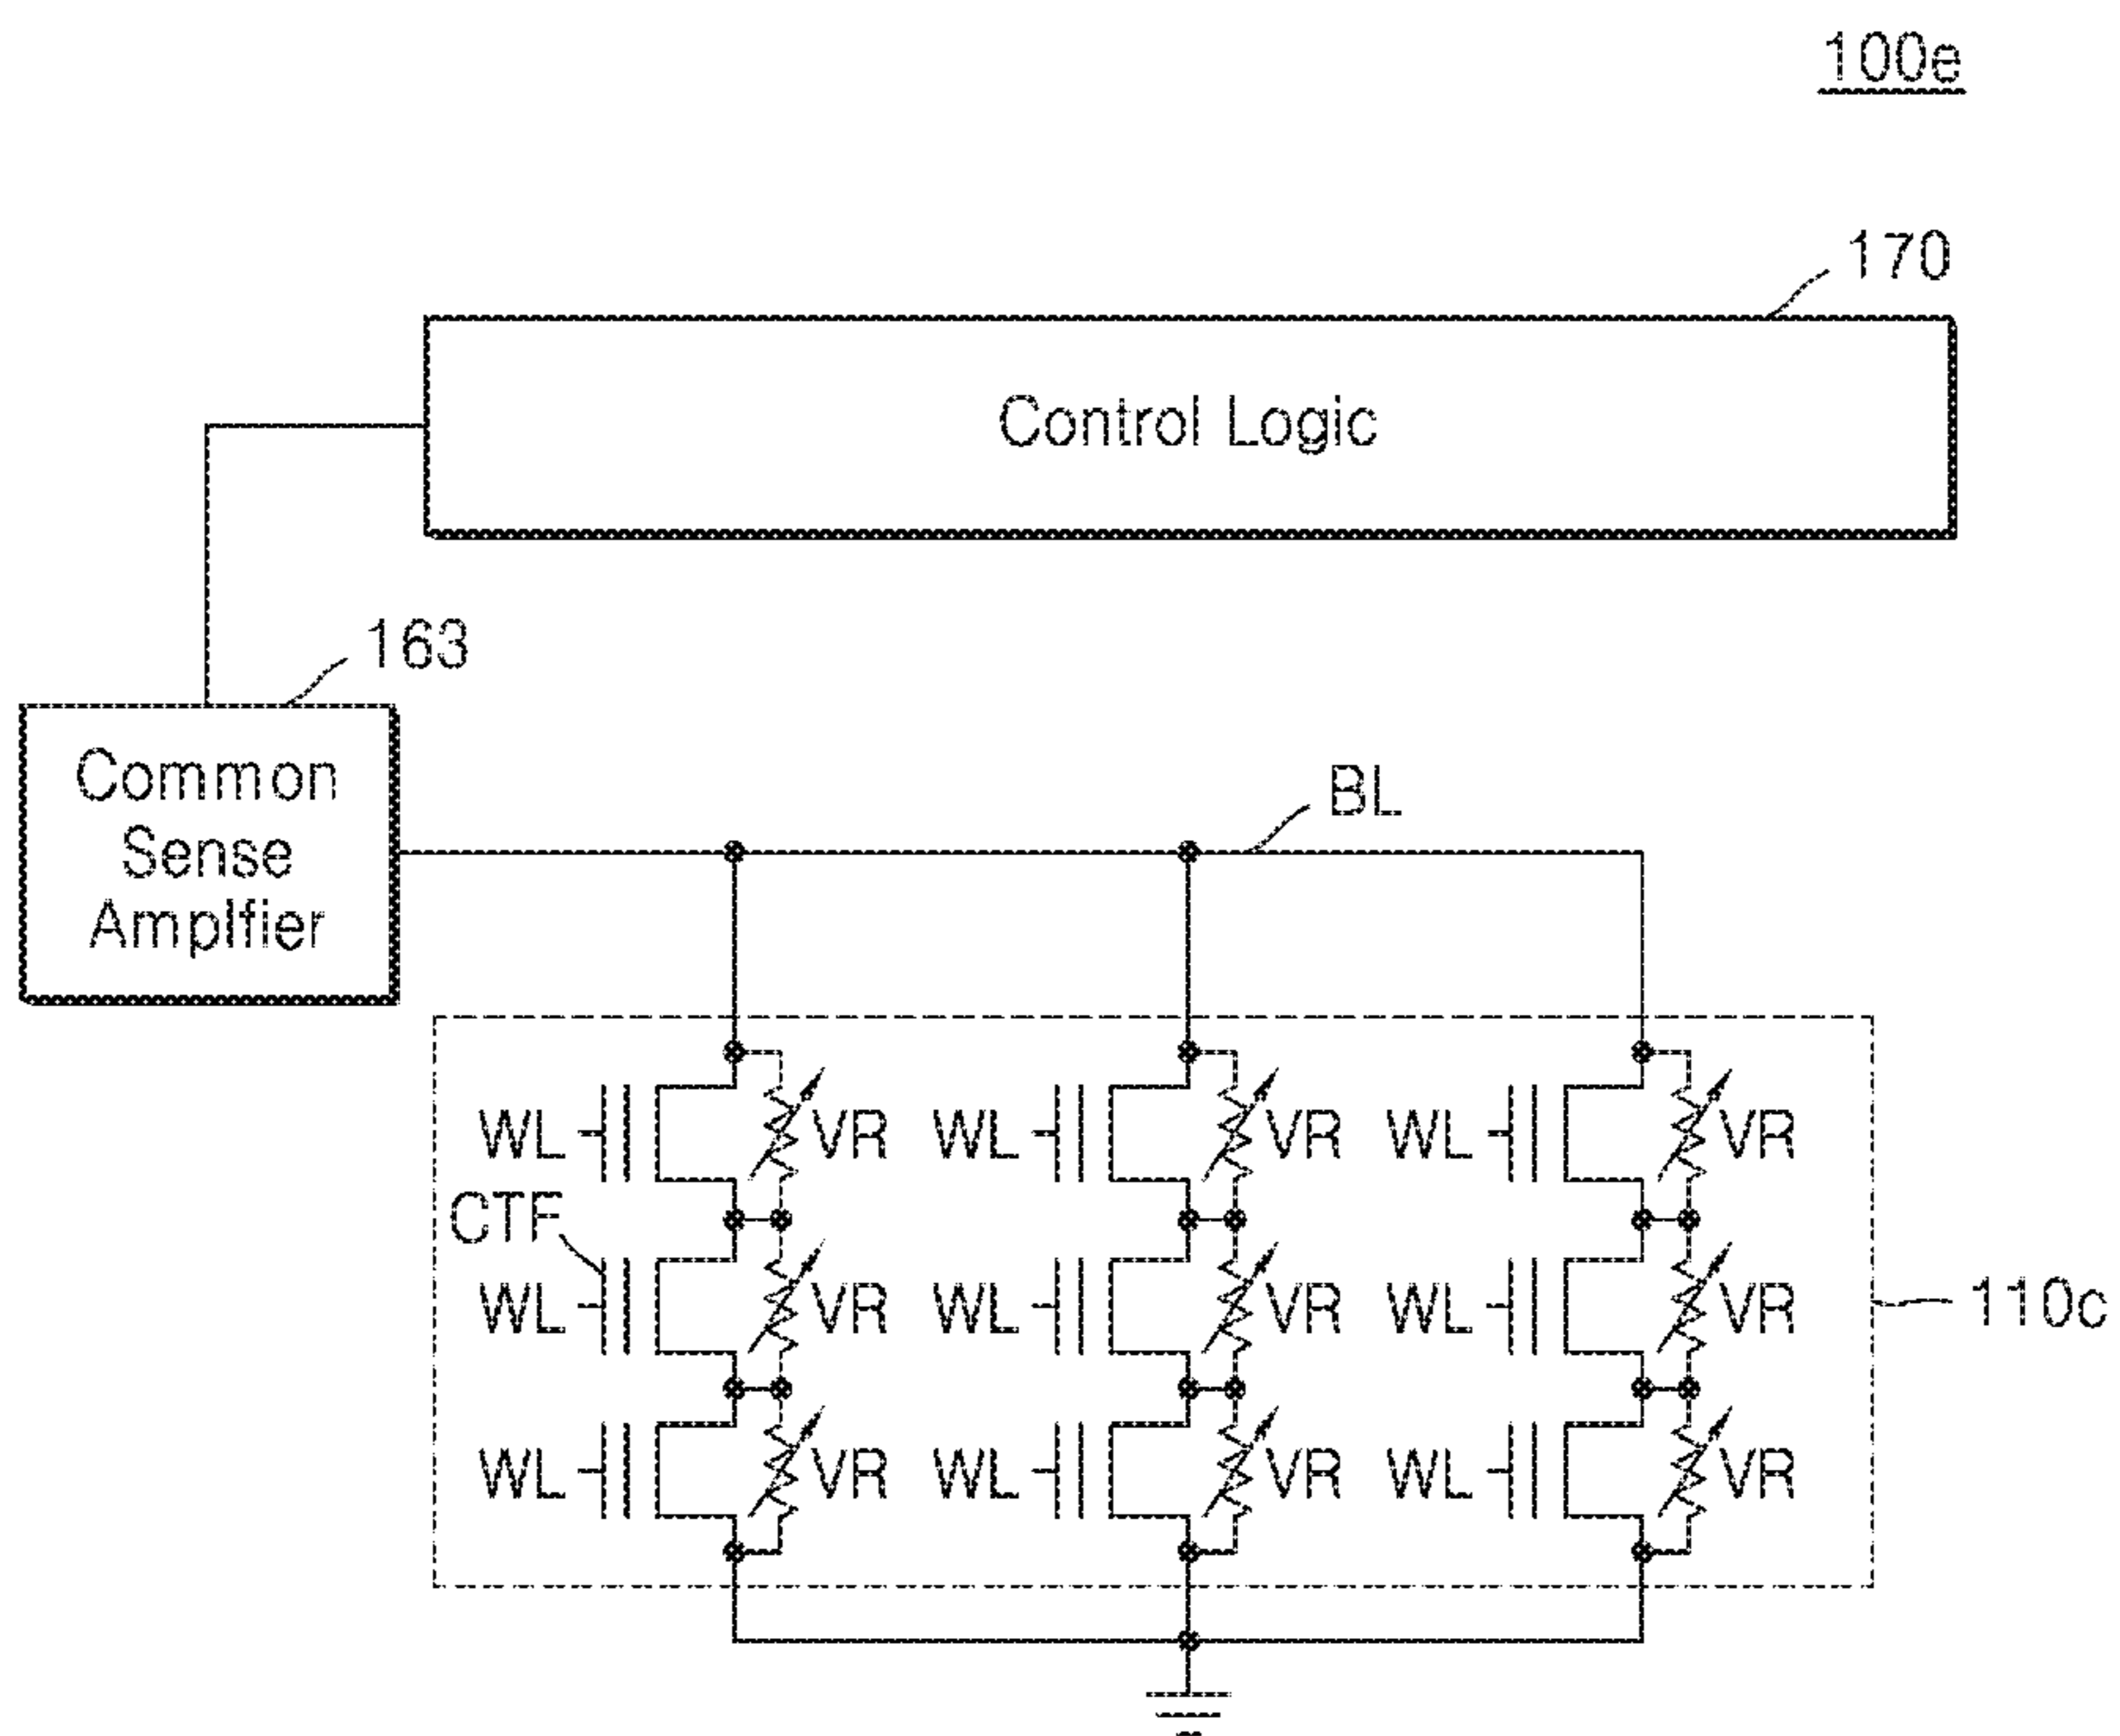 100e
170
Control Logic
163
Common
Sense
Amplfier
BL
WL VR WL VR WL VR
CTF
WL VR WL VR WL VR
110c
WL VR WL VR WL VR